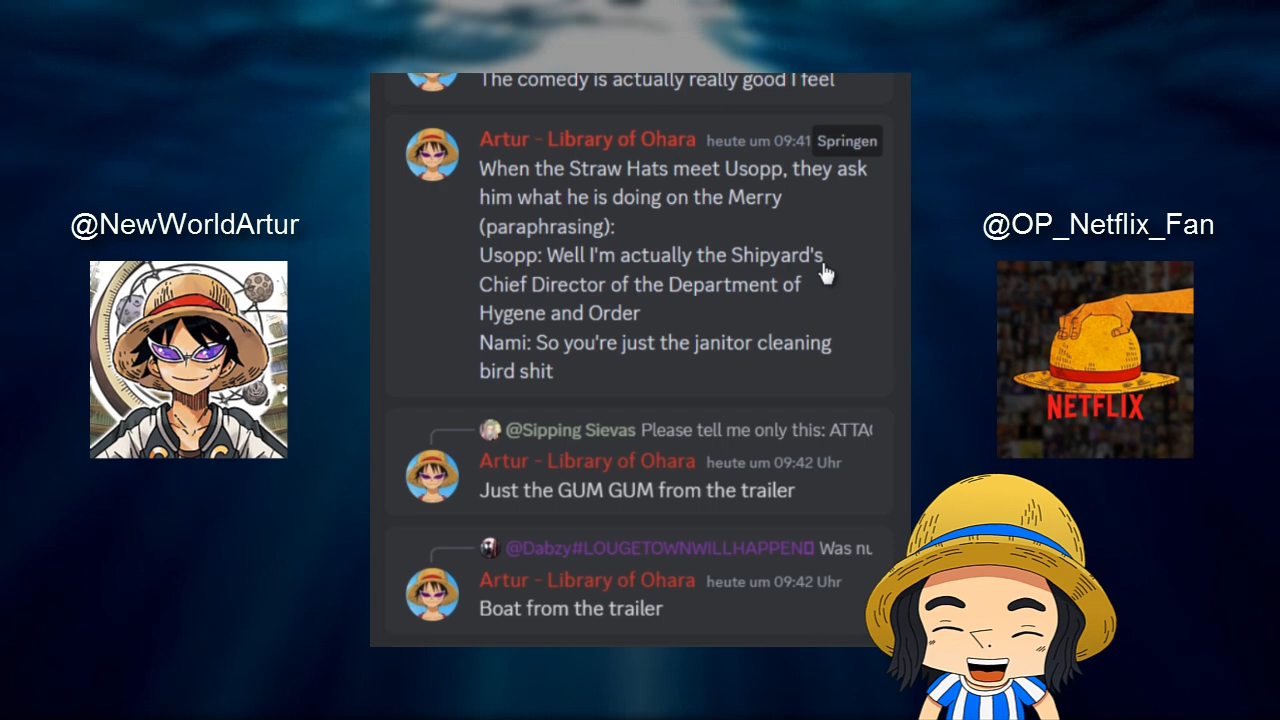 The comedy is actually really good I feel
Artur - Library of Ohara heute um 09:41 Springen
When the Straw Hats meet Usopp, they ask
him what he is doing on the Merry
(paraphrasing):
Usopp: Well I'm actually the Shipyard's
Chief Director of the Department of
Hygene and Order
Nami: So you're just the janitor cleaning
bird shit
@Sipping Sievas Please tell me only this: ATTAC
Artur - Library of Ohara heute um 09:42 Uhr
Just the GUM GUM from the trailer
@Dabzy#LOUGETOWNWILLHAPPEN Was nu
Artur - Library of Ohara heute um 09:42 Uhr
Boat from the trailer
@NewWorldArtur
@OP_Netflix_Fan
NETFLIX